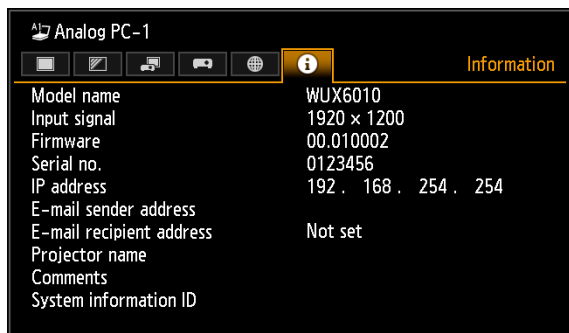 Analog PC-1
Information
Model name WUX6010
Input signal 1920 × 1200
Firmware 00.010002
Serial no. 0123456
IP address 192 . 168 . 254 . 254
E-mail sender address
E-mail recipient address Not set
Projector name
Comments
System information ID